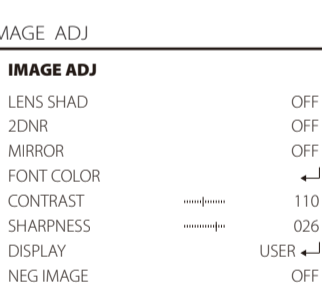 MAGE ADJ
IMAGE ADJ
LENS SHAD OFF
2DNR OFF
MIRROR OFF
FONT COLOR ↵
CONTRAST 110
SHARPNESS 026
DISPLAY USER ↵
NEG IMAGE OFF